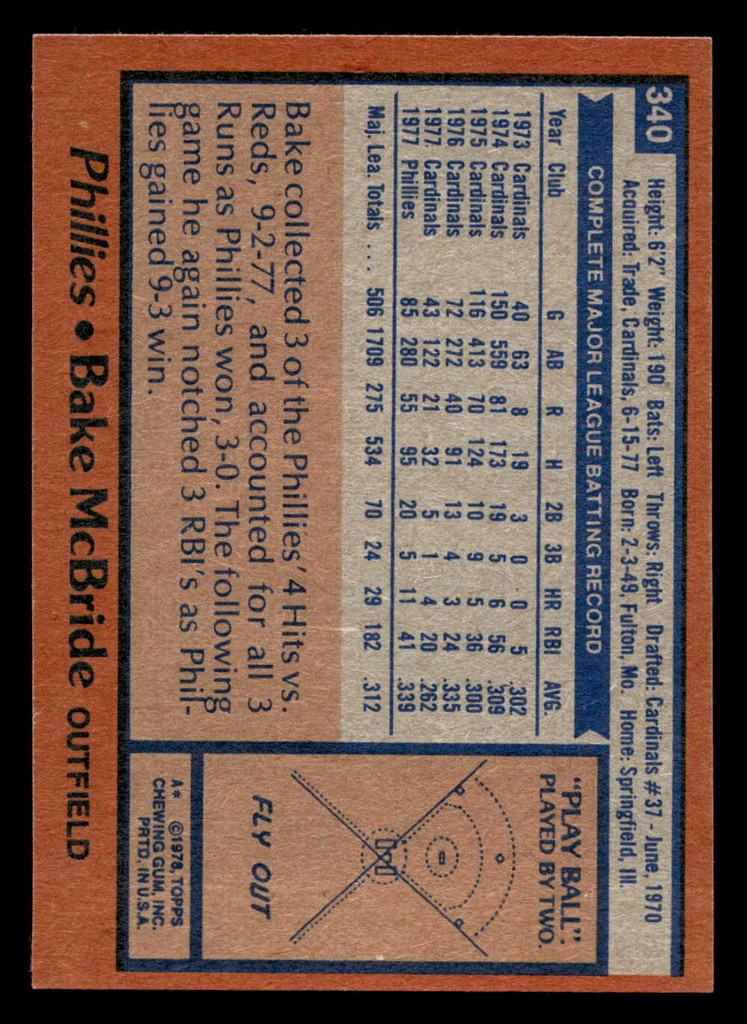 340
Height: 6'2" Weight: 190 Bats: Left Throws: Right Drafted: Cardinals #37 - June, 1970
Acquired: Trade, Cardinals, 6-15-77 Born: 2-3-49, Fulton, Mo. Home: Springfield, Ill.
COMPLETE MAJOR LEAGUE BATTING RECORD
Year Club G AB R H 2B 3B HR RBI AVG.
1973 Cardinals 40 63 8 19 3 0 0 5 .302
1974 Cardinals 150 559 81 173 19 5 6 56 .309
1975 Cardinals 116 413 70 124 10 9 5 36 .300
1976 Cardinals 72 272 40 91 13 4 3 24 .335
1977. Cardinals 43 122 21 32 5 1 4 20 .262
1977 Phillies 85 280 55 95 20 5 11 41 .339
Maj. Lea. Totals ... 506 1709 275 534 70 24 29 182 .312
Bake collected 3 of the Phillies' 4 Hits vs.
Reds, 9-2-77, and accounted for all 3
Runs as Phillies won, 3-0. The following
game he again notched 3 RBI's as Phil-
lies gained 9-3 win.
"PLAY BALL"
PLAYED BY TWO.
FLY OUT
A* ©1978, TOPPS
CHEWING GUM, INC.
PRTD. IN U.S.A.
Phillies • Bake McBride OUTFIELD